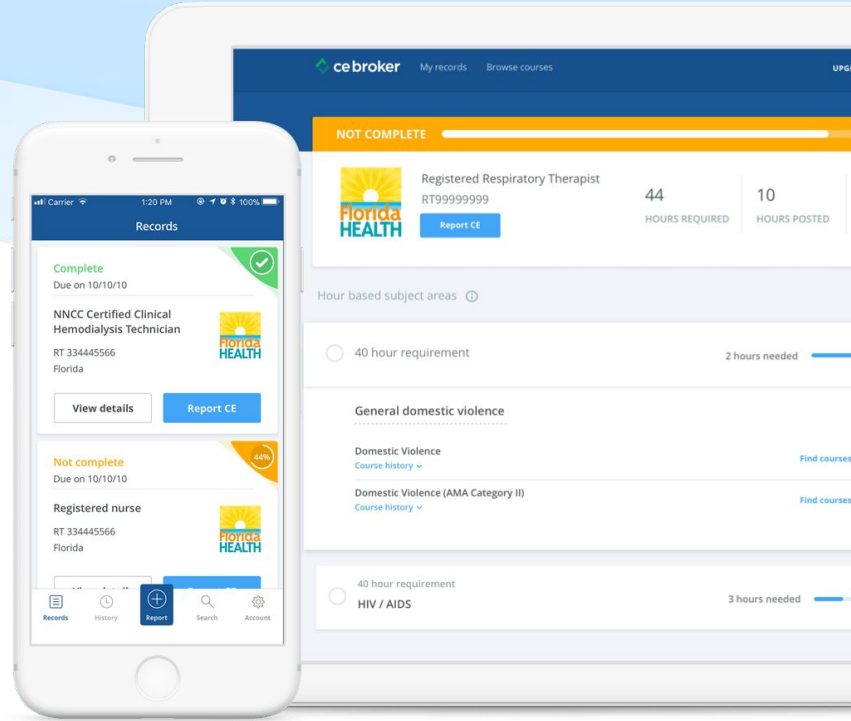 Carrier 1:20 PM 100%
Records
Complete
Due on 10/10/10
NNCC Certified Clinical
Hemodialysis Technician
RT 334445566
Florida
Florida
HEALTH
View details
Report CE
Not complete
44%
Due on 10/10/10
Registered nurse
RT 334445566
Florida
Florida
HEALTH
Records
History
Report
Search
Account
ce broker
My records
Browse courses
NOT COMPLETE
Florida
HEALTH
Registered Respiratory Therapist
RT99999999
Report CE
44
HOURS REQUIRED
10
HOURS POSTED
Hour based subject areas
40 hour requirement
2 hours needed
General domestic violence
Domestic Violence
Course history
Find courses
Domestic Violence (AMA Category II)
Course history
Find courses
40 hour requirement
HIV / AIDS
3 hours needed